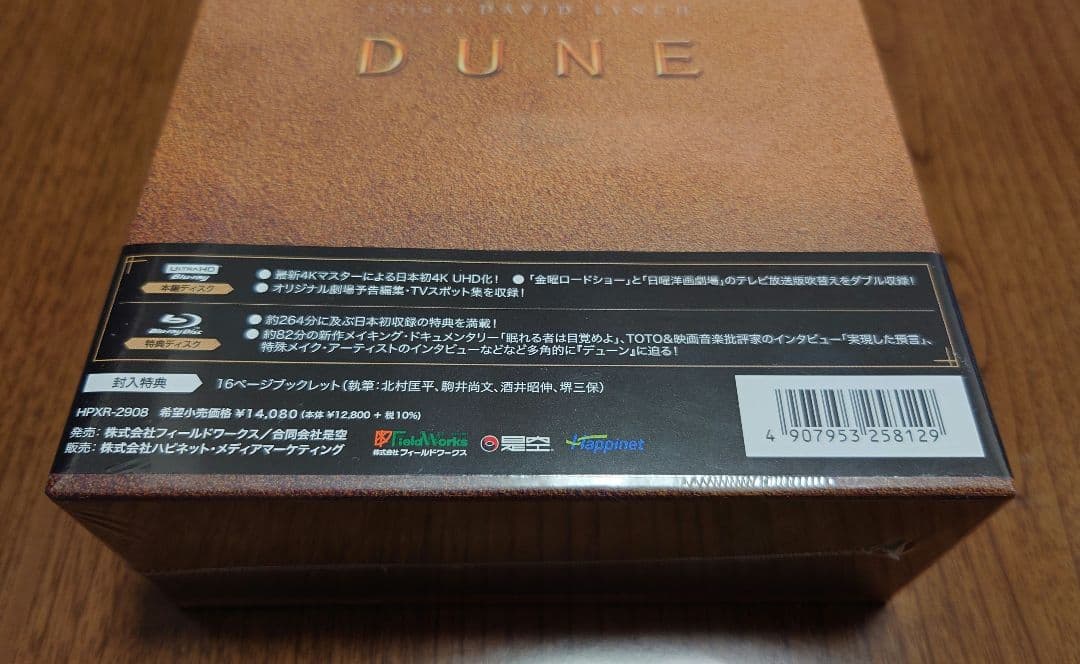 A Film by DAVID LYNCH
DUNE
ULTRA HD
Blu-ray
本編ディスク
●最新4Kマスターによる日本初4K UHD化! ●「金曜ロードショー」と「日曜洋画劇場」のテレビ放送版吹替えをダブル収録!
●オリジナル劇場予告編集・TVスポット集を収録!
Blu-ray Disc
特典ディスク
●約264分に及ぶ日本初収録の特典を満載!
●約82分の新作メイキング・ドキュメンタリー「眠れる者は目覚めよ」、TOTO&映画音楽批評家のインタビュー「実現した預言」、
特殊メイク・アーティストのインタビューなどなど多角的に『デューン』に迫る!
封入特典 16ページブックレット(執筆:北村匡平、駒井尚文、酒井昭伸、堺三保)
HPXR-2908 希望小売価格 ¥14,080(本体 ¥12,800 + 税10%)
発売: 株式会社フィールドワークス/合同会社是空
販売: 株式会社ハピネット・メディアマーケティング
FieldWorks
株式会社フィールドワークス
是空
Happinet
4 907953 258129